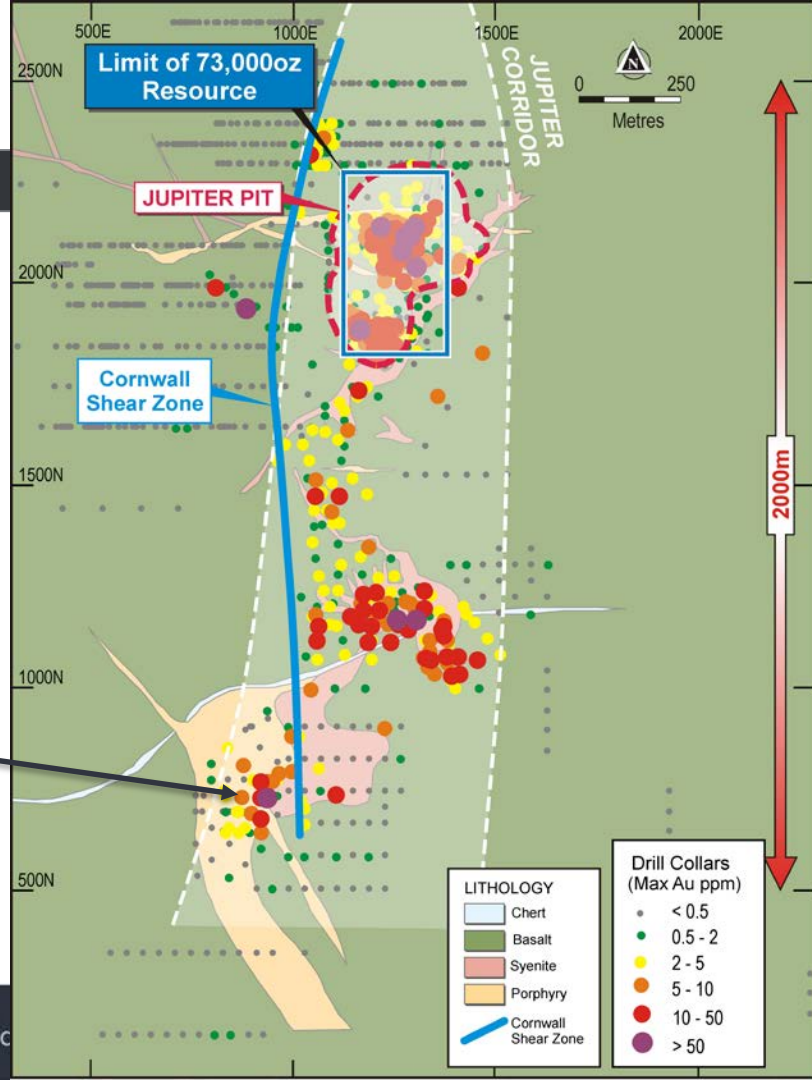 500E
1000E
1500E
2000E
2500N
Limit of 73,000oz
Resource
JUPITER
CORRIDOR
N
0
250
Metres
JUPITER PIT
2000N
Cornwall
Shear Zone
1500N
2000m
1000N
500N
LITHOLOGY
Chert
Basalt
Syenite
Porphyry
Cornwall
Shear Zone
Drill Collars
(Max Au ppm)
< 0.5
0.5 - 2
2 - 5
5 - 10
10 - 50
> 50